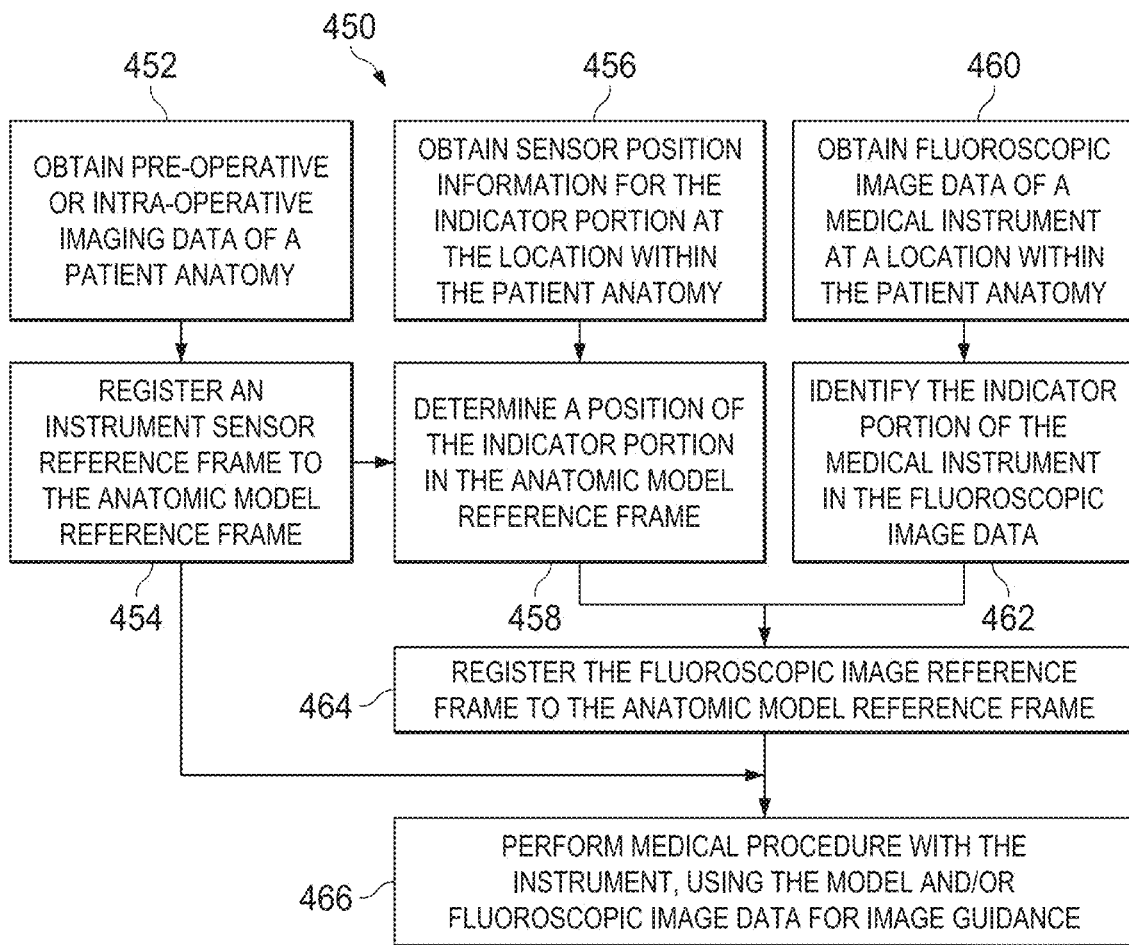 450
452
456
460
OBTAIN PRE-OPERATIVE
OR INTRA-OPERATIVE
IMAGING DATA OF A
PATIENT ANATOMY
OBTAIN SENSOR POSITION
INFORMATION FOR THE
INDICATOR PORTION AT
THE LOCATION WITHIN
THE PATIENT ANATOMY
OBTAIN FLUOROSCOPIC
IMAGE DATA OF A
MEDICAL INSTRUMENT
AT A LOCATION WITHIN
THE PATIENT ANATOMY
REGISTER AN
INSTRUMENT SENSOR
REFERENCE FRAME TO
THE ANATOMIC MODEL
REFERENCE FRAME
DETERMINE A POSITION OF
THE INDICATOR PORTION
IN THE ANATOMIC MODEL
REFERENCE FRAME
IDENTIFY THE INDICATOR
PORTION OF THE
MEDICAL INSTRUMENT
IN THE FLUOROSCOPIC
IMAGE DATA
454
458
462
464
REGISTER THE FLUOROSCOPIC IMAGE REFERENCE
FRAME TO THE ANATOMIC MODEL REFERENCE FRAME
466
PERFORM MEDICAL PROCEDURE WITH THE
INSTRUMENT, USING THE MODEL AND/OR
FLUOROSCOPIC IMAGE DATA FOR IMAGE GUIDANCE